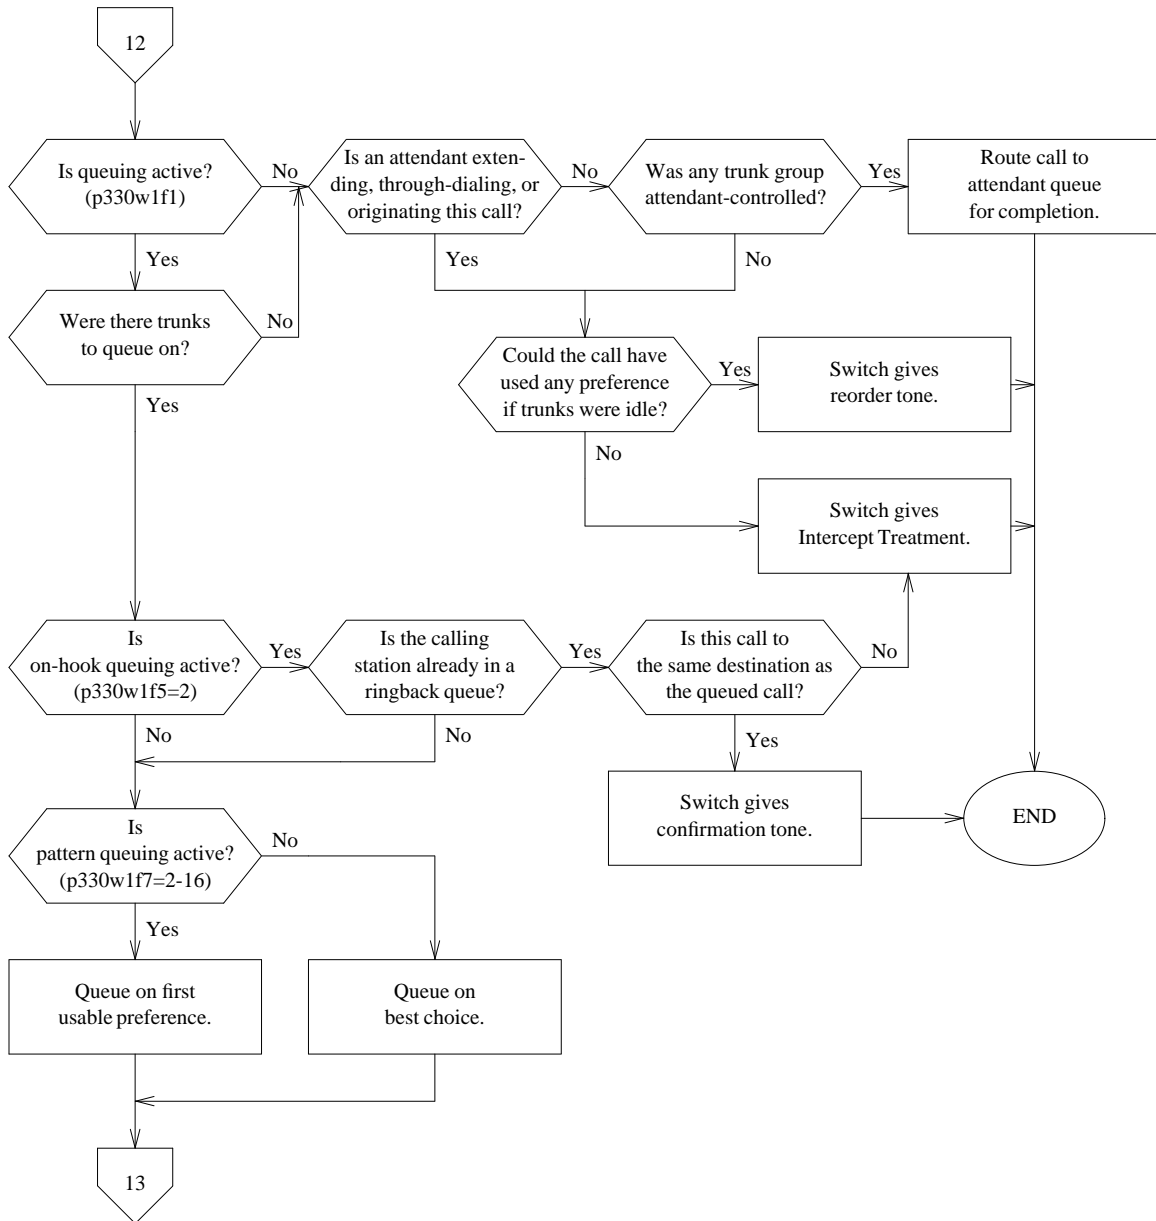 12
Is queuing active?
(p330w1f1)
No
Is an attendant exten-
ding, through-dialing, or
originating this call?
No
Was any trunk group
attendant-controlled?
Yes
Route call to
attendant queue
for completion.
Yes
Yes
No
Were there trunks
to queue on?
No
Could the call have
used any preference
if trunks were idle?
Yes
Switch gives
reorder tone.
Yes
No
Switch gives
Intercept Treatment.
Is
on-hook queuing active?
(p330w1f5=2)
Yes
Is the calling
station already in a
ringback queue?
Yes
Is this call to
the same destination as
the queued call?
No
No
No
Yes
Switch gives
confirmation tone.
END
Is
pattern queuing active?
(p330w1f7=2-16)
No
Yes
Queue on first
usable preference.
Queue on
best choice.
13